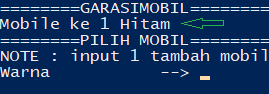 ========GARASIMOBIL========
Mobile ke 1 Hitam
========PILIH MOBIL========
NOTE : input 1 tambah mobil
Warna --> _